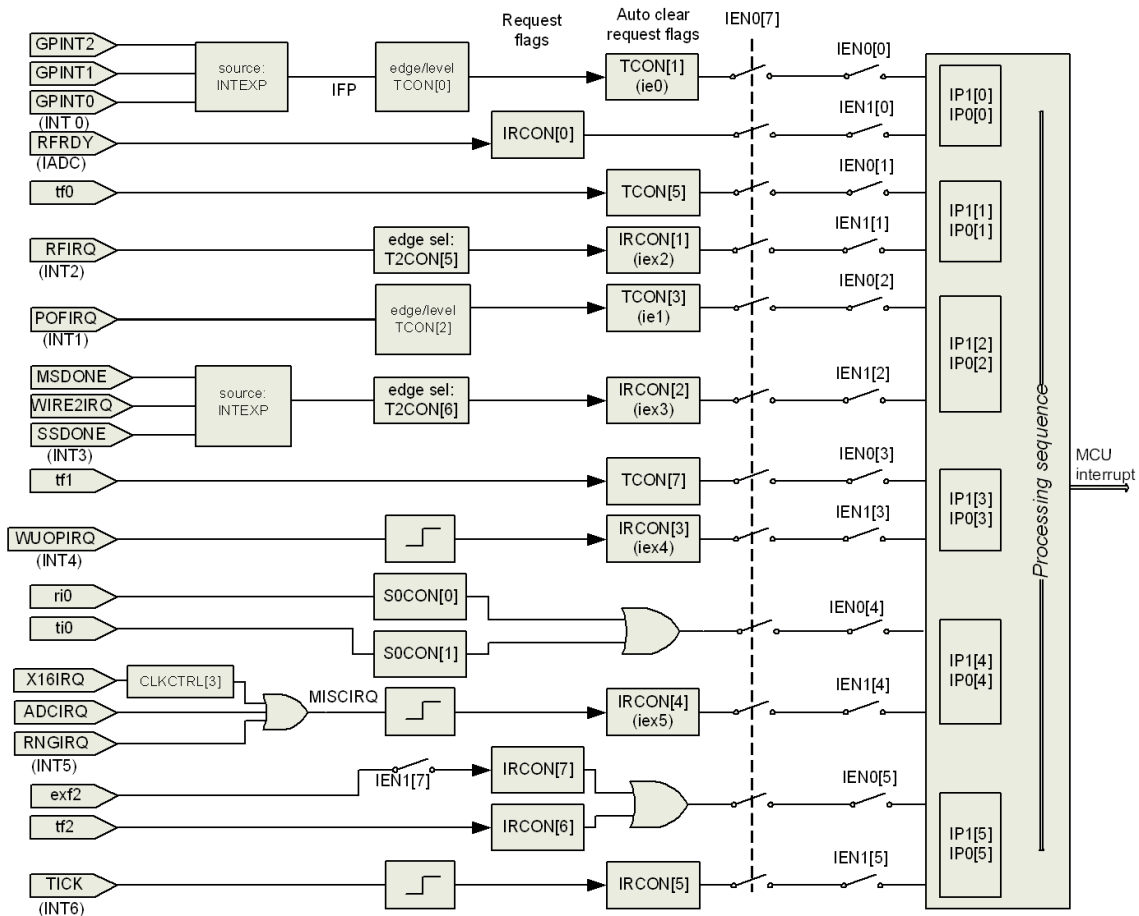 Request
flags
Auto clear
request flags
IEN0[7]
GPINT2
GPINT1
GPINT0
(INT 0)
source:
INTEXP
IFP
edge/level
TCON[0]
TCON[1]
(ie0)
IEN0[0]
IP1[0]
IP0[0]
RFRDY
(IADC)
IRCON[0]
IEN1[0]
tf0
TCON[5]
IEN0[1]
IP1[1]
IP0[1]
RFIRQ
(INT2)
edge sel:
T2CON[5]
IRCON[1]
(iex2)
IEN1[1]
POFIRQ
(INT1)
edge/level
TCON[2]
TCON[3]
(ie1)
IEN0[2]
IP1[2]
IP0[2]
MSDONE
WIRE2IRQ
SSDONE
(INT3)
source:
INTEXP
edge sel:
T2CON[6]
IRCON[2]
(iex3)
IEN1[2]
Processing sequence
MCU
interrupt
tf1
TCON[7]
IEN0[3]
IP1[3]
IP0[3]
WUOPIRQ
(INT4)
IRCON[3]
(iex4)
IEN1[3]
ri0
ti0
S0CON[0]
S0CON[1]
IEN0[4]
IP1[4]
IP0[4]
X16IRQ
CLKCTRL[3]
ADCIRQ
RNGIRQ
(INT5)
MISCIRQ
IRCON[4]
(iex5)
IEN1[4]
exf2
IEN1[7]
IRCON[7]
IEN0[5]
tf2
IRCON[6]
IP1[5]
IP0[5]
TICK
(INT6)
IRCON[5]
IEN1[5]